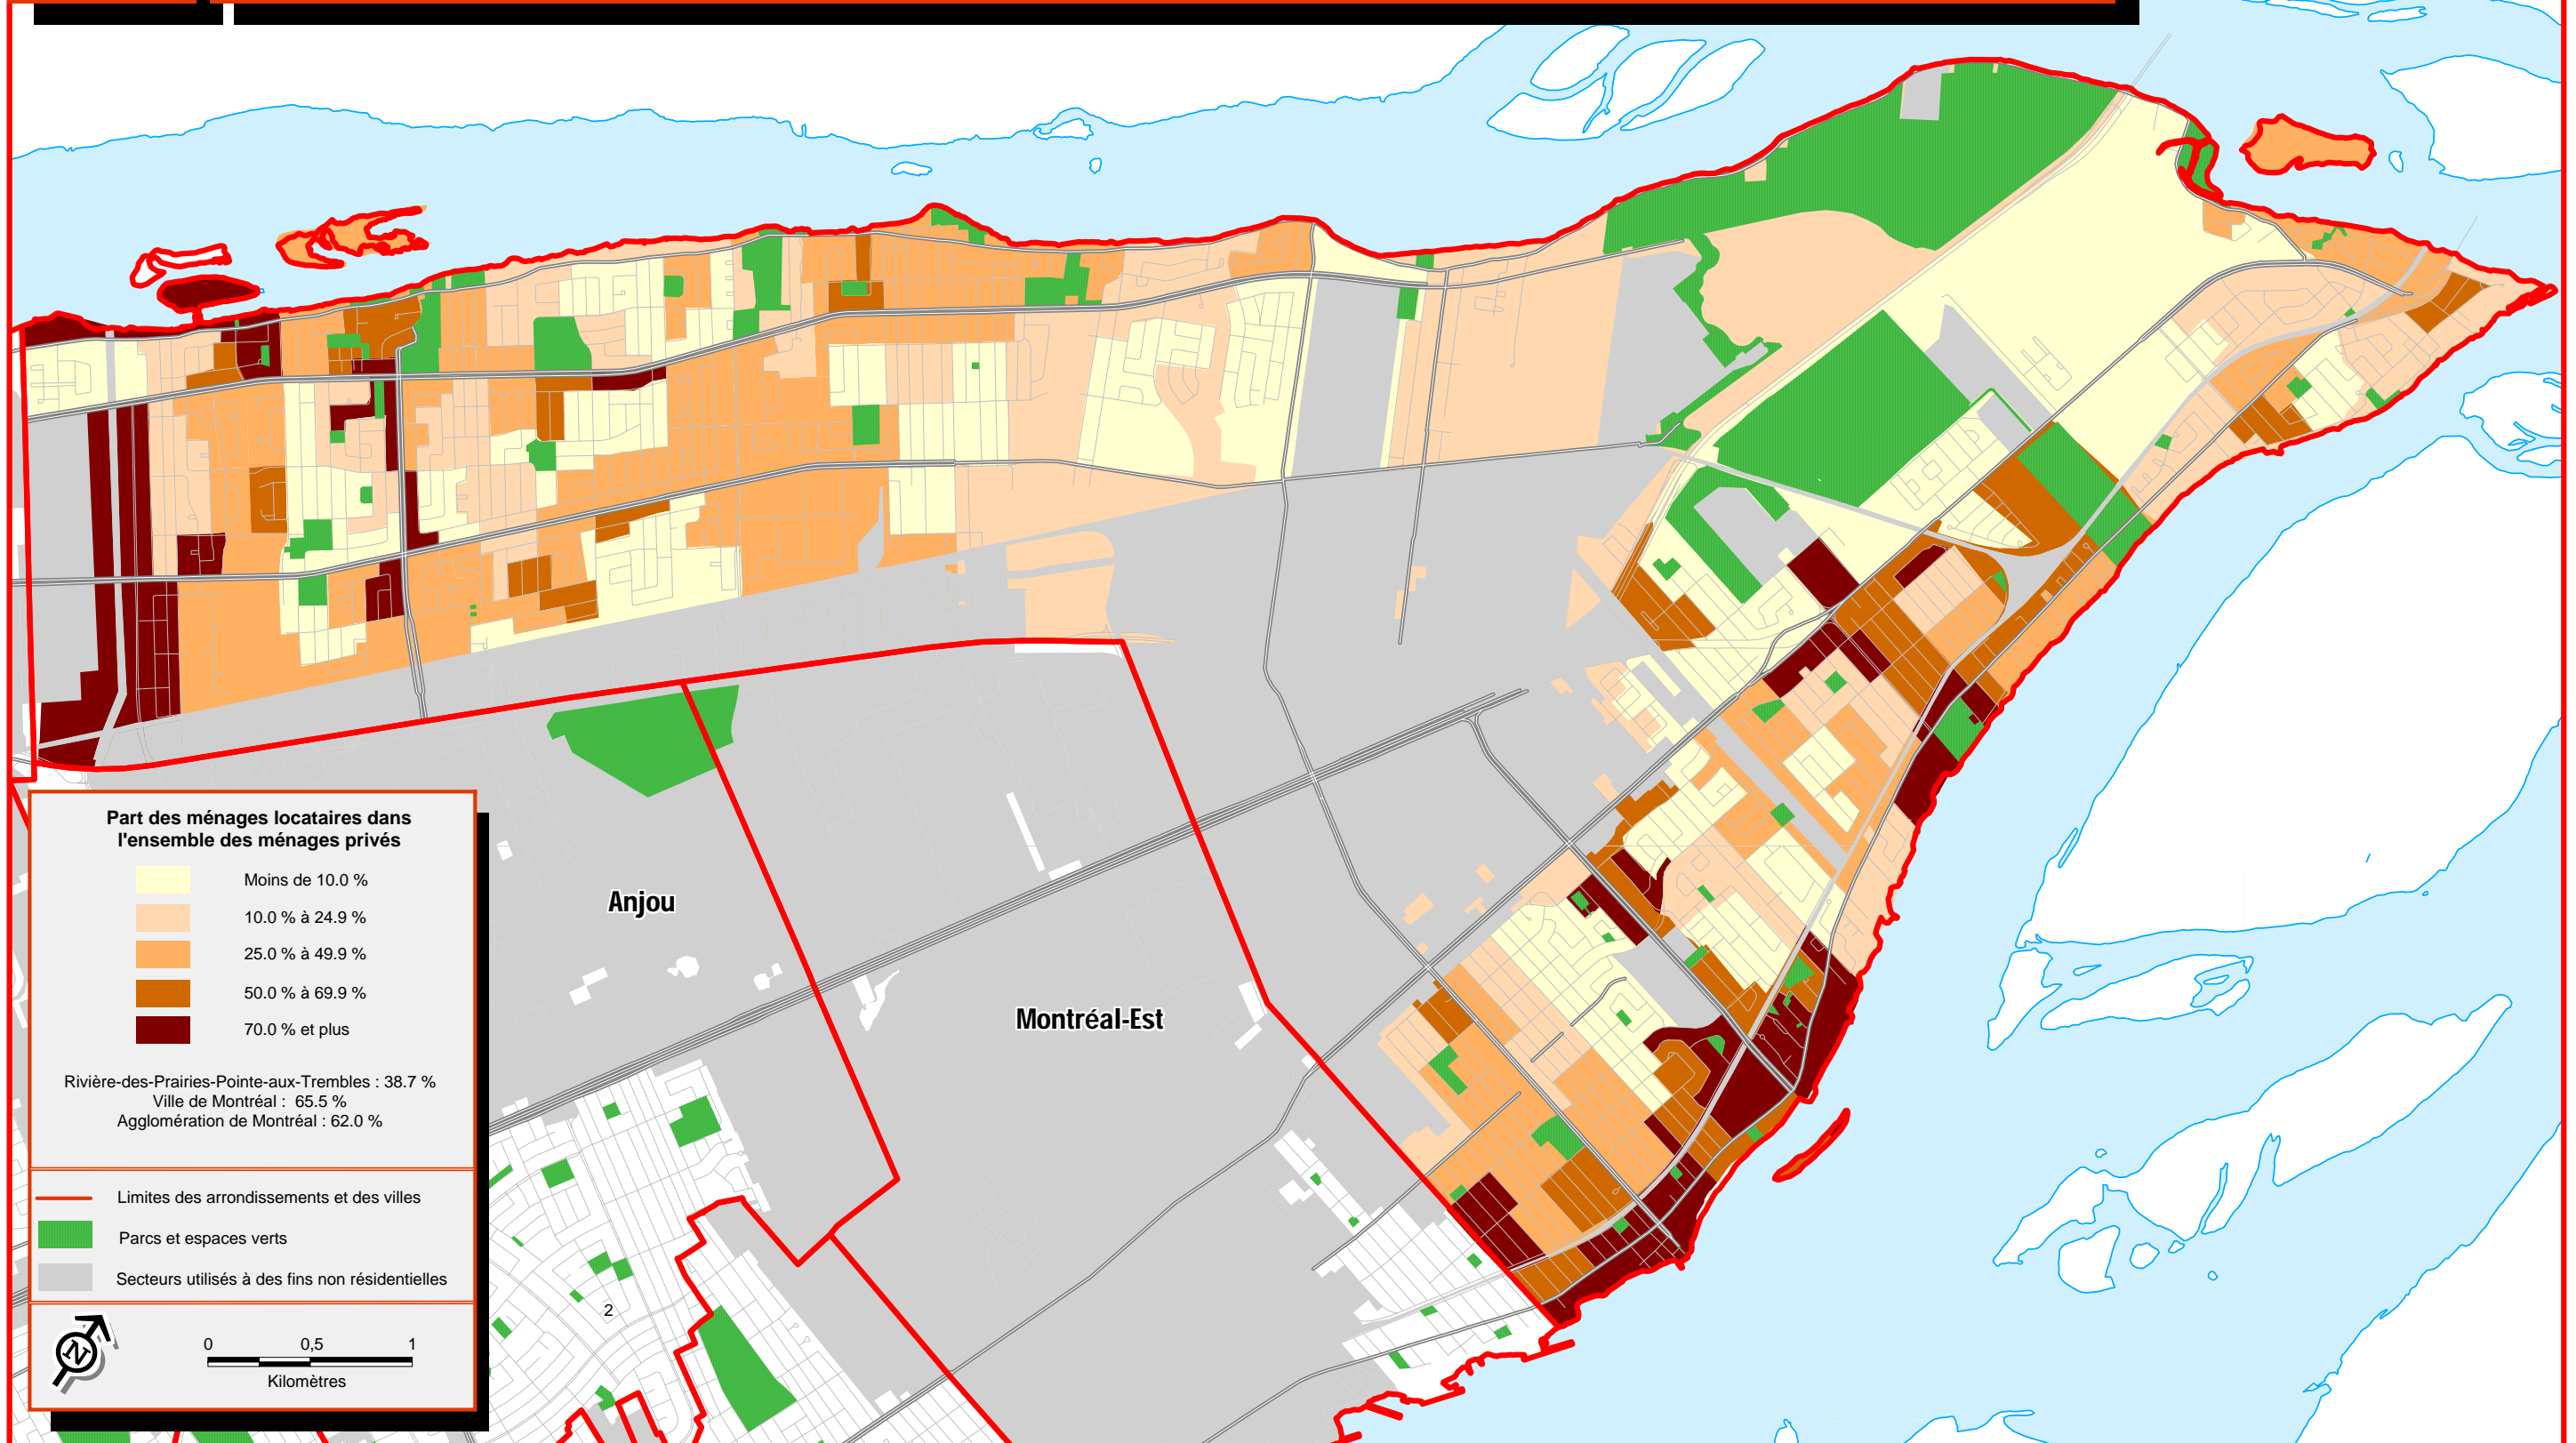 Anjou
Montréal-Est
Part des ménages locataires dans
l'ensemble des ménages privés
Moins de 10.0 %
10.0 % à 24.9 %
25.0 % à 49.9 %
50.0 % à 69.9 %
70.0 % et plus
Rivière-des-Prairies-Pointe-aux-Trembles : 38.7 %
Ville de Montréal : 65.5 %
Agglomération de Montréal : 62.0 %
Limites des arrondissements et des villes
Parcs et espaces verts
Secteurs utilisés à des fins non résidentielles
N
0 0,5 1
Kilomètres
2